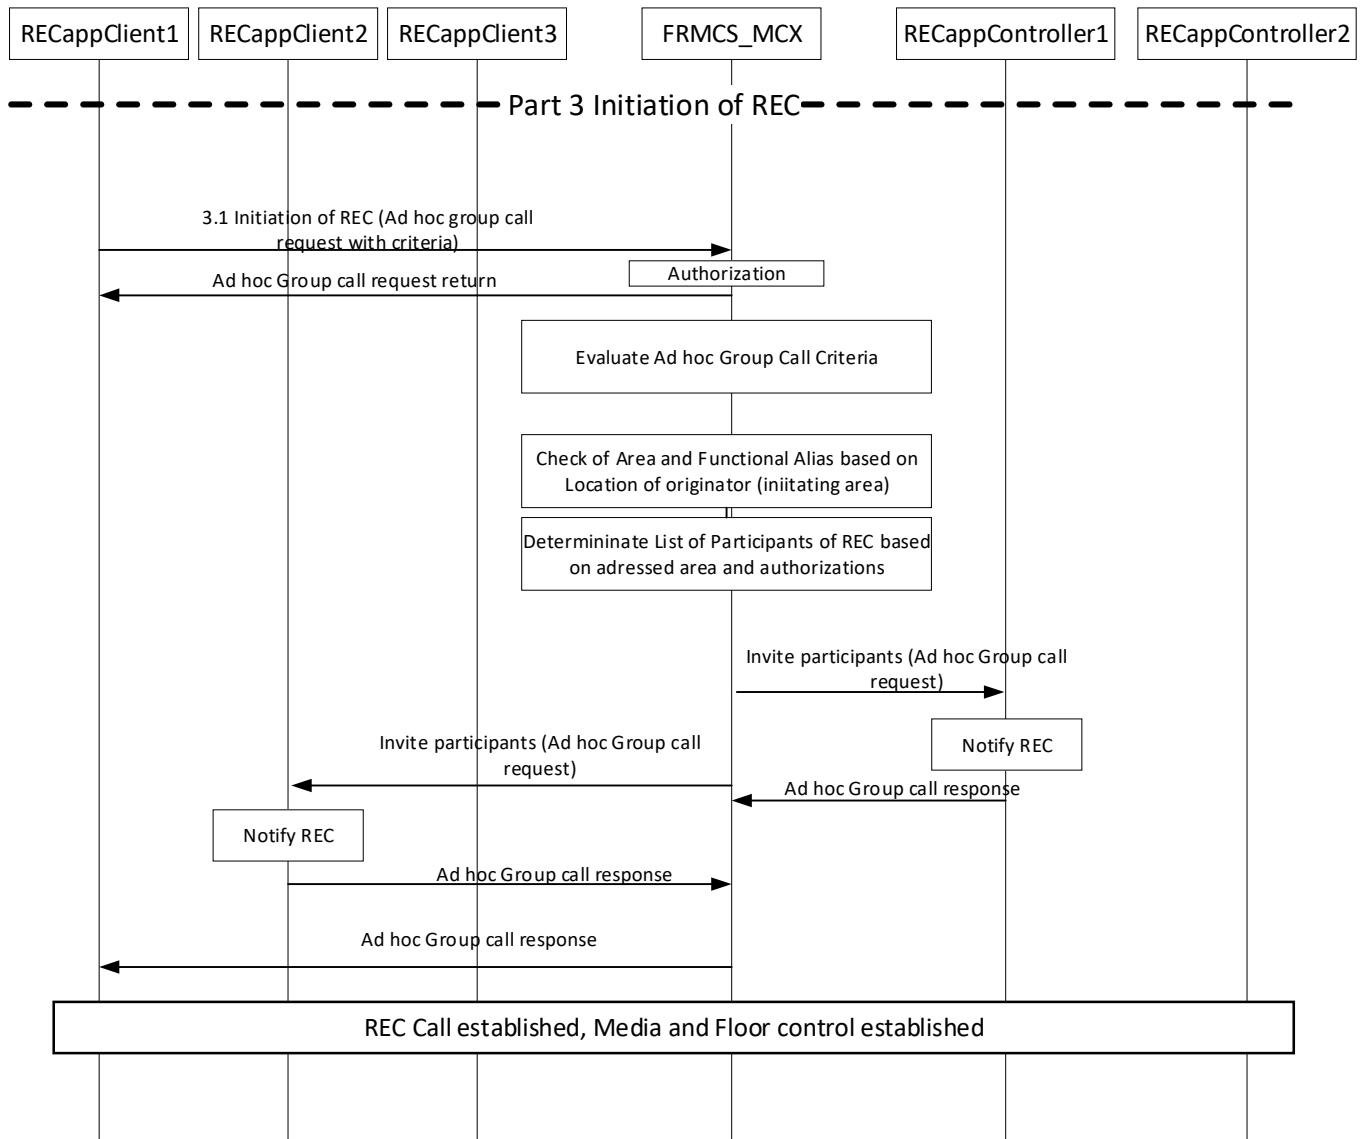 RECappClient1
RECappClient2
RECappClient3
FRMCS_MCX
RECappController1
RECappController2
Part 3 Initiation of REC
3.1 Initiation of REC (Ad hoc group call
request with criteria)
Authorization
Ad hoc Group call request return
Evaluate Ad hoc Group Call Criteria
Check of Area and Functional Alias based on
Location of originator (iniitating area)
Determininate List of Participants of REC based
on adressed area and authorizations
Invite participants (Ad hoc Group call
request)
Notify REC
Invite participants (Ad hoc Group call
request)
Ad hoc Group call response
Notify REC
Ad hoc Group call response
Ad hoc Group call response
REC Call established, Media and Floor control established